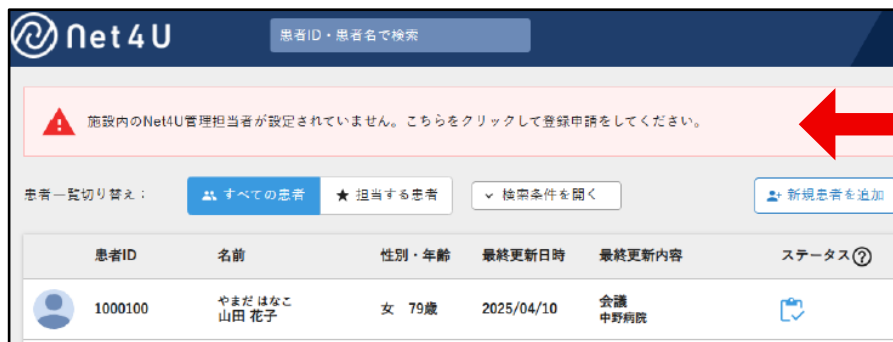 Net4U
患者ID・患者名で検索
施設内のNet4U管理担当者が設定されていません。こちらをクリックして登録申請をしてください。
患者一覧切り替え：
すべての患者
担当する患者
検索条件を開く
新規患者を追加
患者ID 名前 性別・年齢 最終更新日時 最終更新内容 ステータス?
やまだ はなこ
1000100 山田 花子 女 79歳 2025/04/10 会議
中野病院